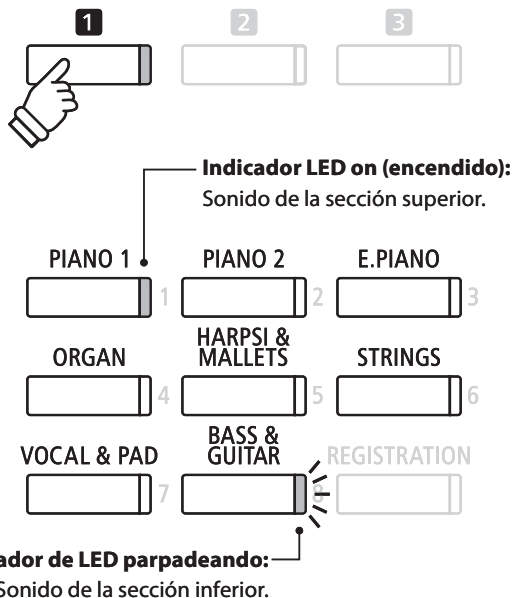 1 2 3
Indicador LED on (encendido):
Sonido de la sección superior.
PIANO 1 PIANO 2 E.PIANO
1 2 3
ORGAN HARPSI & MALLETS STRINGS
4 5 6
VOCAL & PAD BASS & GUITAR REGISTRATION
7 8
ador de LED parpadeando:
Sonido de la sección inferior.